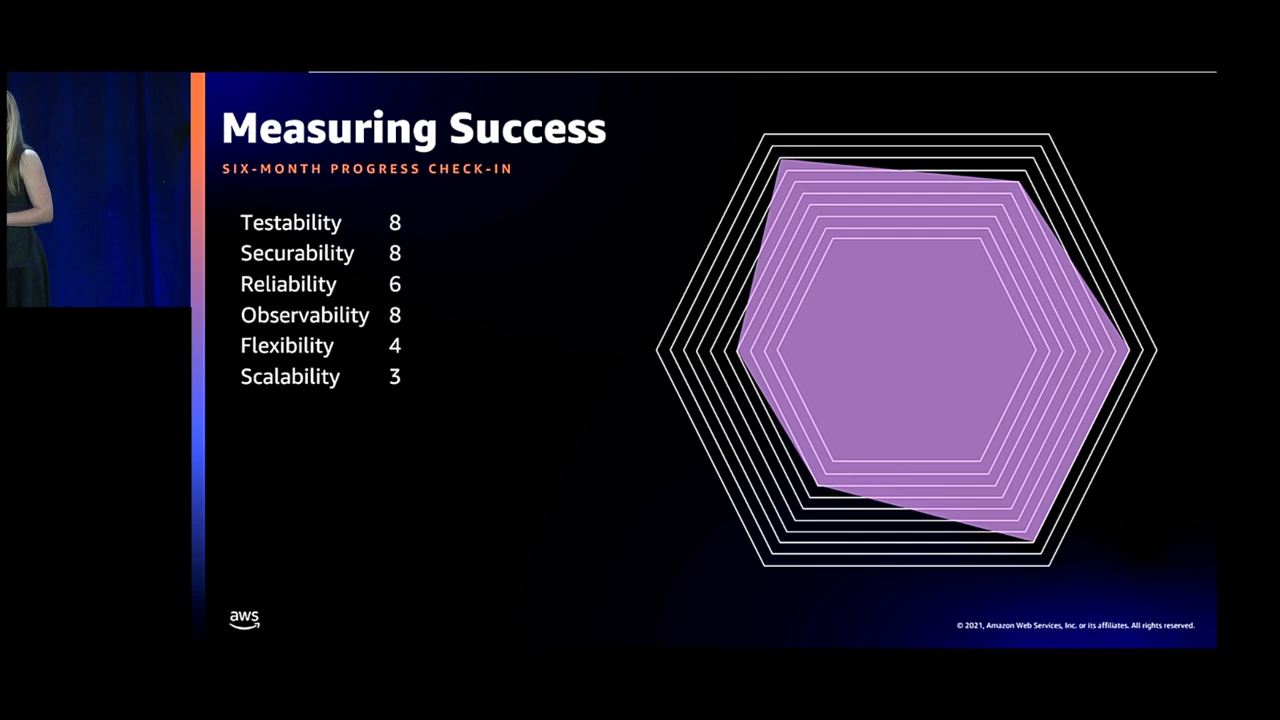 Measuring Success
SIX-MONTH PROGRESS CHECK-IN
Testability 8
Securability 8
Reliability 6
Observability 8
Flexibility 4
Scalability 3
aws
© 2021, Amazon Web Services, Inc. or its affiliates. All rights reserved.